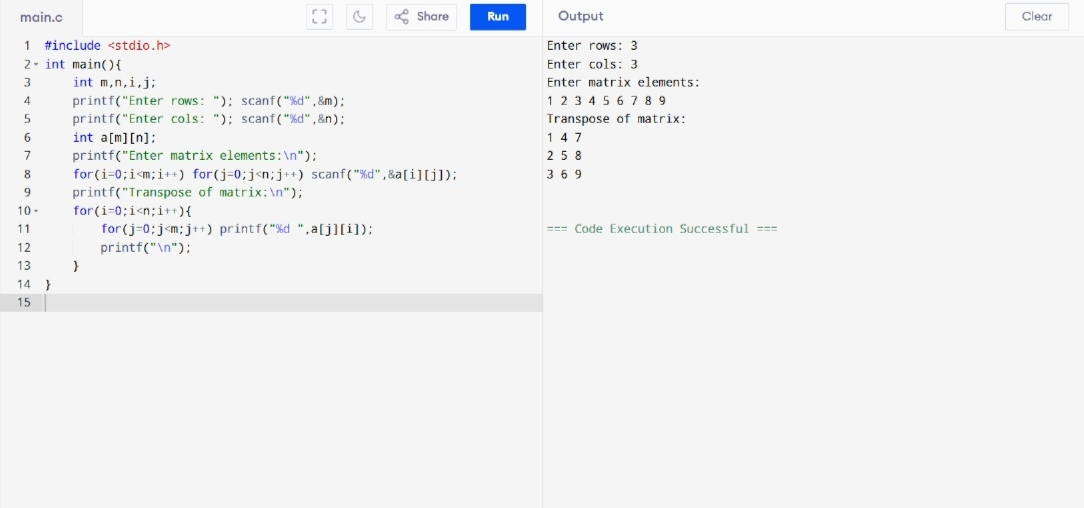 main.c
Share
Run
Output
Clear
1 #include <stdio.h>
2 int main(){
3     int m,n,i,j;
4     printf("Enter rows: "); scanf("%d",&m);
5     printf("Enter cols: "); scanf("%d",&n);
6     int a[m][n];
7     printf("Enter matrix elements:\n");
8     for(i=0;i<m;i++) for(j=0;j<n;j++) scanf("%d",&a[i][j]);
9     printf("Transpose of matrix:\n");
10     for(i=0;i<n;i++){
11         for(j=0;j<m;j++) printf("%d ",a[j][i]);
12         printf("\n");
13     }
14 }
15
Enter rows: 3
Enter cols: 3
Enter matrix elements:
1 2 3 4 5 6 7 8 9
Transpose of matrix:
1 4 7
2 5 8
3 6 9
=== Code Execution Successful ===